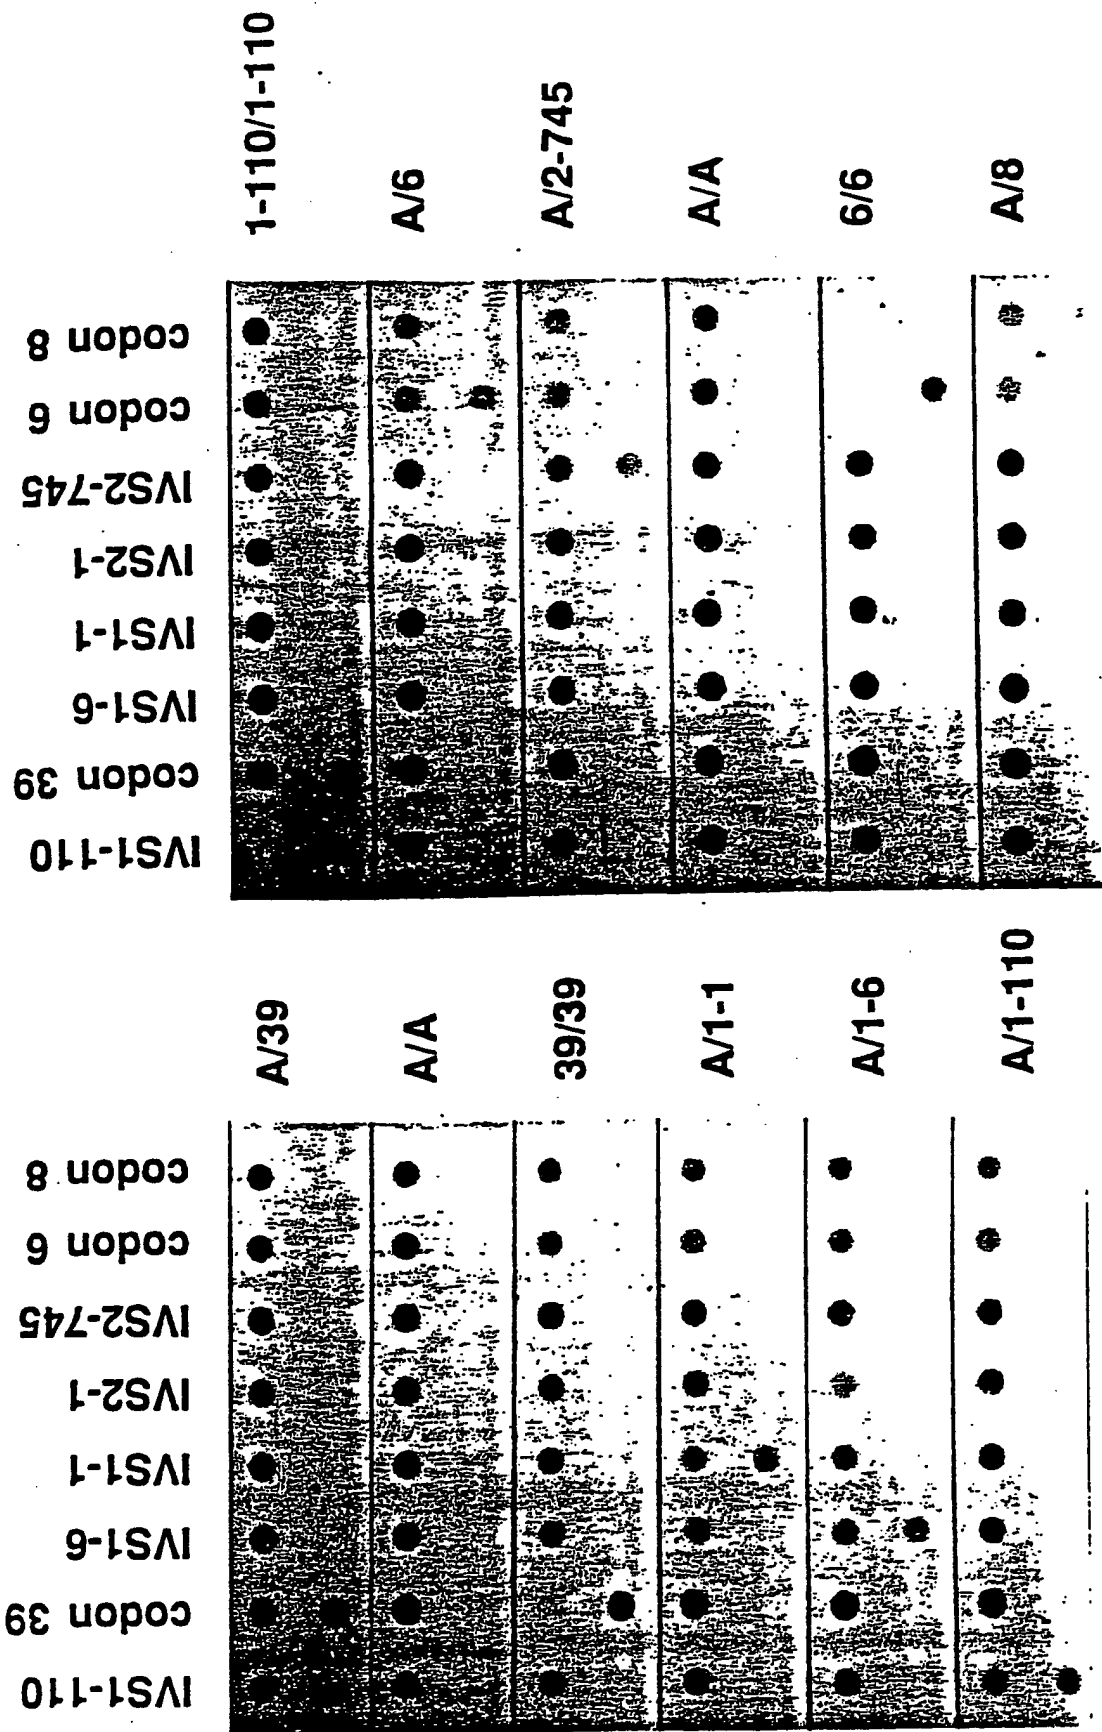 1-110/1-110
A/6
A/2-745
A/A
6/6
A/8
codon 8
codon 6
IVS2-745
IVS2-1
IVS1-1
IVS1-6
codon 39
IVS1-110
A/39
A/A
39/39
A/1-1
A/1-6
A/1-110
codon 8
codon 6
IVS2-745
IVS2-1
IVS1-1
IVS1-6
codon 39
IVS1-110